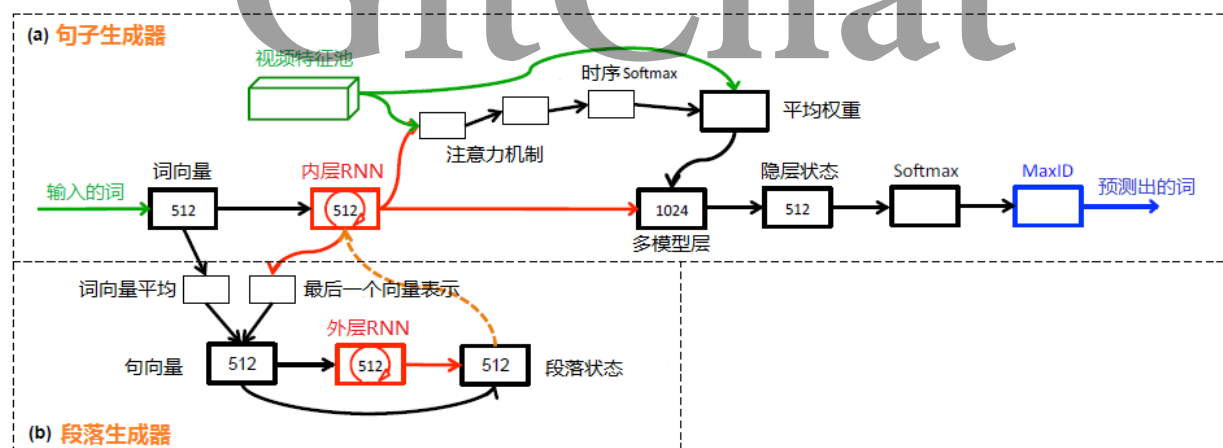 GitChat
(a) 句子生成器
视频特征池
时序 Softmax
平均权重
注意力机制
词向量
内层RNN
隐层状态
Softmax
MaxID
输入的词
预测出的词
512
512
1024
512
多模型层
词向量平均
最后一个向量表示
外层RNN
句向量
512
512
512
段落状态
(b) 段落生成器